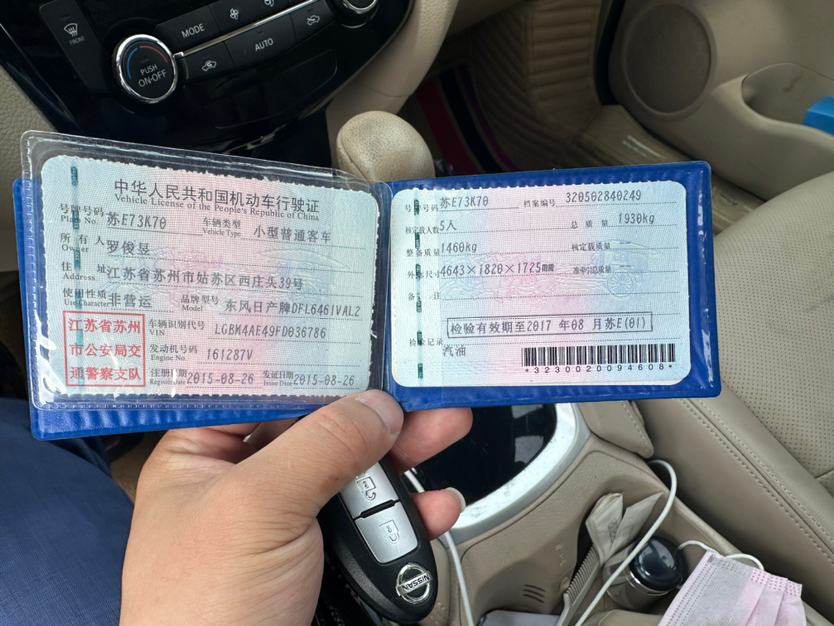 FRONT
MODE
AUTO
PUSH
ON·OFF
中华人民共和国机动车行驶证
Vehicle License of the People's Republic of China
号牌号码 苏E73K70 车辆类型 小型普通客车
Plate No. Vehicle Type
所有人 罗俊昱
Owner
住址 江苏省苏州市姑苏区西庄头39号
Address
使用性质 非营运 品牌型号 东风日产牌DFL6461VAL2
Use Character Model
江苏省苏州
市公安局交
通警察支队
车辆识别代号 LGBM4AE49FD036786
VIN
发动机号码 161287V
Engine No.
注册日期 2015-08-26 发证日期 2015-08-26
Register Date Issue Date
号牌号码 苏E73K70 档案编号 320502840249
核定载人数 5人 总质量 1930kg
整备质量 1460kg 核定载质量
外廓尺寸 4643×1820×1725mm 准牵引总质量
备注
检验有效期至2017年08月苏E(01)
检验记录
汽油
*3230020094608*
NISSAN